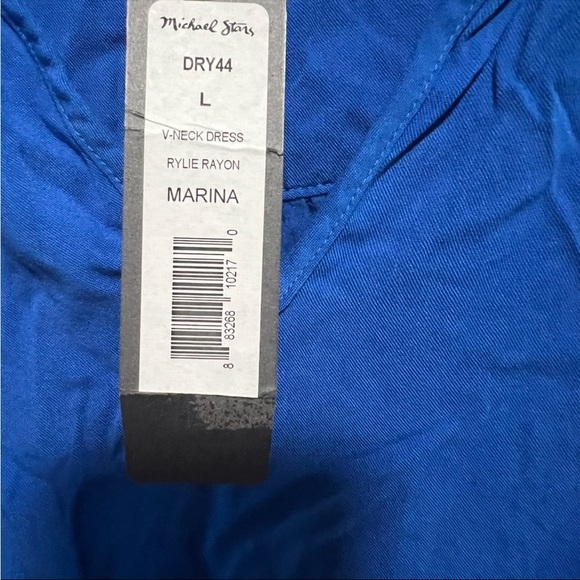 Michael Stars
DRY44
L
V-NECK DRESS
RYLIE RAYON
MARINA
8 83268 10217 0